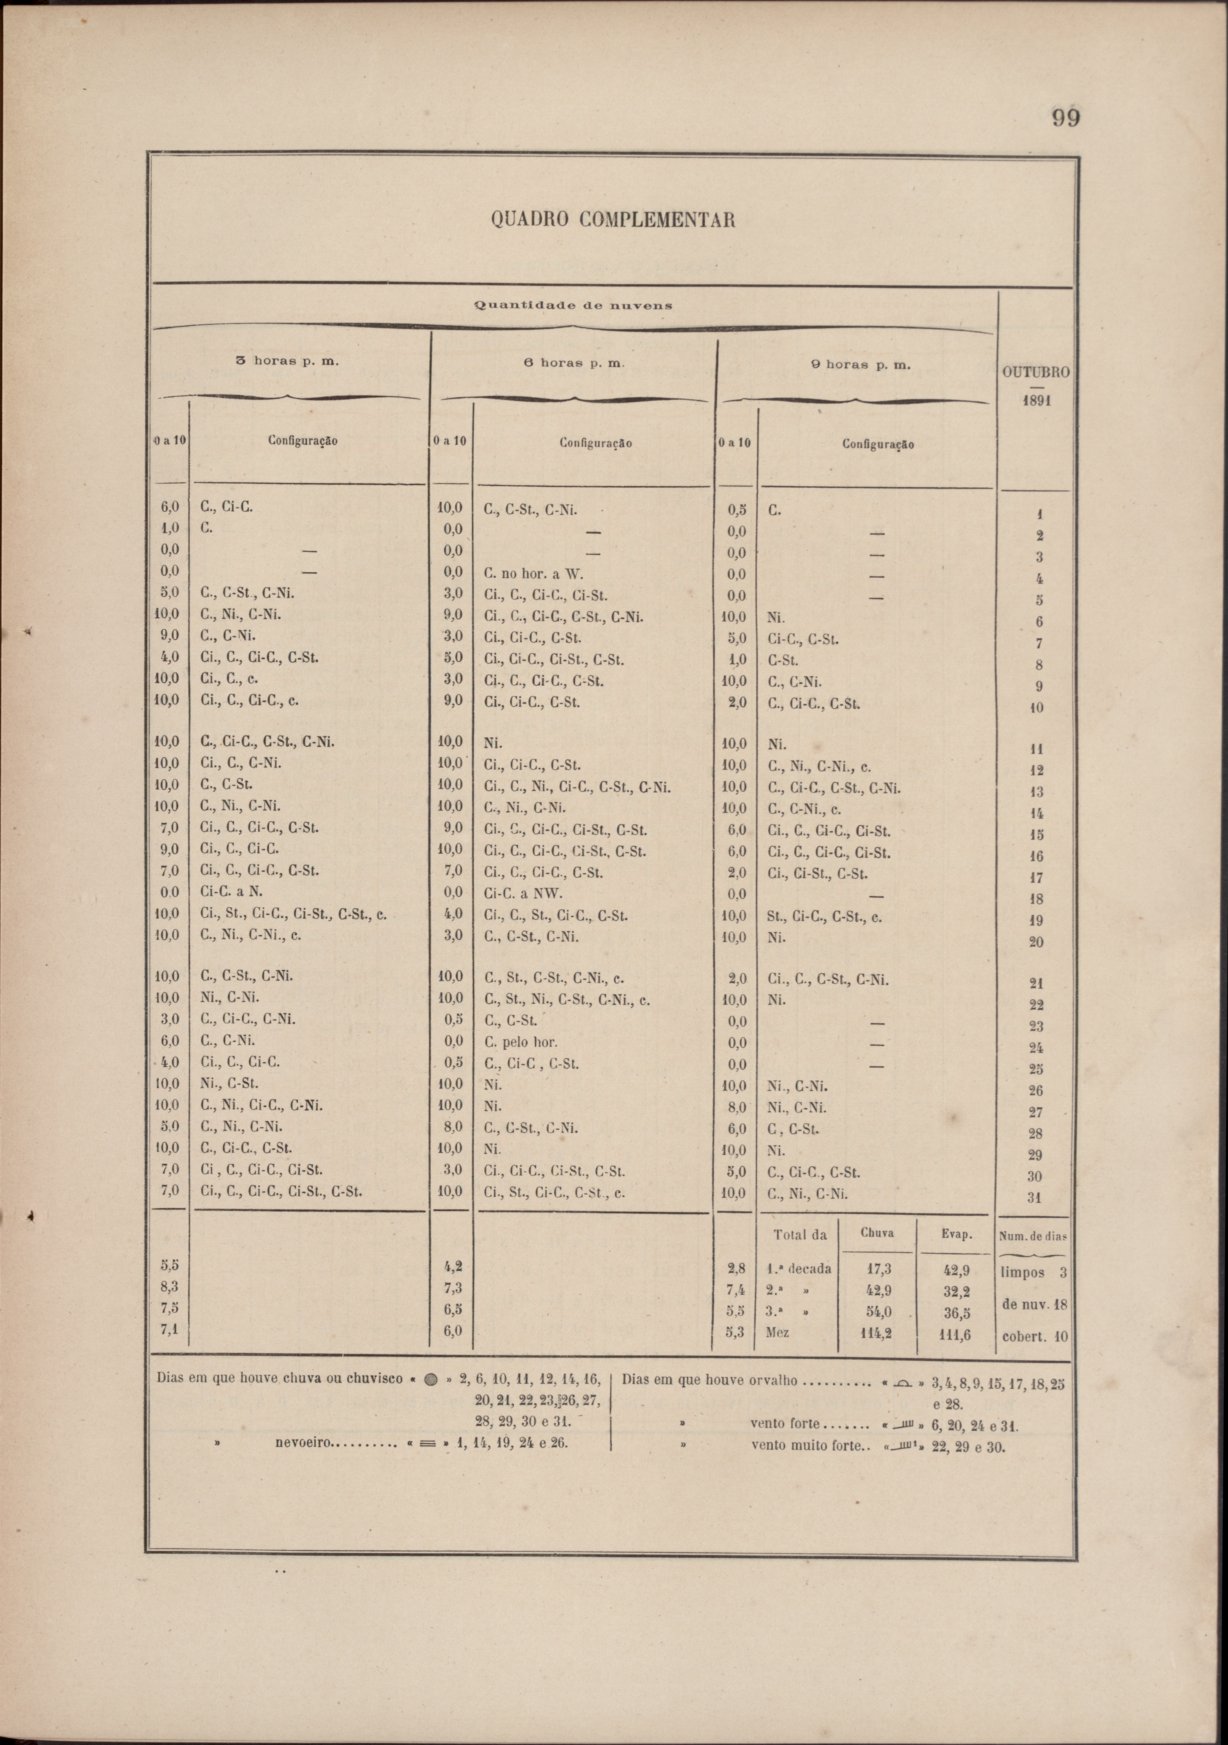 99
QUADRO COMPLEMENTAR
Quantidade de nuvens
3 horas p. m. 6 horas p. m. 9 horas p. m. OUTUBRO
—
1891
0 a 10 Configuração 0 a 10 Configuração 0 a 10 Configuração
6,0 C., Ci-C. 10,0 C., C-St., C-Ni. 0,5 C. 1
1,0 C. 0,0 — 0,0 — 2
0,0 — 0,0 — 0,0 — 3
0,0 — 0,0 C. no hor. a W. 0,0 — 4
5,0 C., C-St., C-Ni. 3,0 Ci., C., Ci-C., Ci-St. 0,0 — 5
10,0 C., Ni., C-Ni. 9,0 Ci., C., Ci-C., C-St., C-Ni. 10,0 Ni. 6
9,0 C., C-Ni. 3,0 Ci., Ci-C., C-St. 5,0 Ci-C., C-St. 7
4,0 Ci., C., Ci-C., C-St. 5,0 Ci., Ci-C., Ci-St., C-St. 1,0 C-St. 8
10,0 Ci., C., c. 3,0 Ci., C., Ci-C., C-St. 10,0 C., C-Ni. 9
10,0 Ci., C., Ci-C., c. 9,0 Ci., Ci-C., C-St. 2,0 C., Ci-C., C-St. 10
10,0 C., Ci-C., C-St., C-Ni. 10,0 Ni. 10,0 Ni. 11
10,0 Ci., C., C-Ni. 10,0 Ci., Ci-C., C-St. 10,0 C., Ni., C-Ni., c. 12
10,0 C., C-St. 10,0 Ci., C., Ni., Ci-C., C-St., C-Ni. 10,0 C., Ci-C., C-St., C-Ni. 13
10,0 C., Ni., C-Ni. 10,0 C., Ni., C-Ni. 10,0 C., C-Ni., c. 14
7,0 Ci., C., Ci-C., C-St. 9,0 Ci., C., Ci-C., Ci-St., C-St. 6,0 Ci., C., Ci-C., Ci-St. 15
9,0 Ci., C., Ci-C. 10,0 Ci., C., Ci-C., Ci-St., C-St. 6,0 Ci., C., Ci-C., Ci-St. 16
7,0 Ci., C., Ci-C., C-St. 7,0 Ci., C., Ci-C., C-St. 2,0 Ci., Ci-St., C-St. 17
0 0 Ci-C. a N. 0,0 Ci-C. a NW. 0,0 — 18
10,0 Ci., St., Ci-C., Ci-St., C-St., c. 4,0 Ci., C., St., Ci-C., C-St. 10,0 St., Ci-C., C-St., c. 19
10,0 C., Ni., C-Ni., c. 3,0 C., C-St., C-Ni. 10,0 Ni. 20
10,0 C., C-St., C-Ni. 10,0 C., St., C-St., C-Ni., c. 2,0 Ci., C., C-St., C-Ni. 21
10,0 Ni., C-Ni. 10,0 C., St., Ni., C-St., C-Ni., c. 10,0 Ni. 22
3,0 C., Ci-C., C-Ni. 0,5 C., C-St. 0,0 — 23
6,0 C., C-Ni. 0,0 C. pelo hor. 0,0 — 24
4,0 Ci., C., Ci-C. 0,5 C., Ci-C , C-St. 0,0 — 25
10,0 Ni., C-St. 10,0 Ni. 10,0 Ni., C-Ni. 26
10,0 C., Ni., Ci-C., C-Ni. 10,0 Ni. 8,0 Ni., C-Ni. 27
5,0 C., Ni., C-Ni. 8,0 C., C-St., C-Ni. 6,0 C , C-St. 28
10,0 C., Ci-C., C-St. 10,0 Ni. 10,0 Ni. 29
7,0 Ci , C., Ci-C., Ci-St. 3,0 Ci., Ci-C., Ci-St., C-St. 5,0 C., Ci-C., C-St. 30
7,0 Ci., C., Ci-C., Ci-St., C-St. 10,0 Ci., St., Ci-C., C-St., c. 10,0 C., Ni., C-Ni. 31
Total da Chuva Evap. Num. de dias
5,5 4,2 2,8 1.ª decada 17,3 42,9 limpos 3
8,3 7,3 7,4 2.ª » 42,9 32,2
7,5 6,5 5,5 3.ª » 54,0 36,5 de nuv. 18
7,1 6,0 5,3 Mez 114,2 111,6 cobert. 10
Dias em que houve chuva ou chuvisco « » 2, 6, 10, 11, 12, 14, 16,
20, 21, 22, 23, 26, 27,
28, 29, 30 e 31.
» nevoeiro.......... « » 1, 14, 19, 24 e 26.
Dias em que houve orvalho .......... « » 3, 4, 8, 9, 15, 17, 18, 25
e 28.
» vento forte....... « » 6, 20, 24 e 31.
» vento muito forte.. « » 22, 29 e 30.